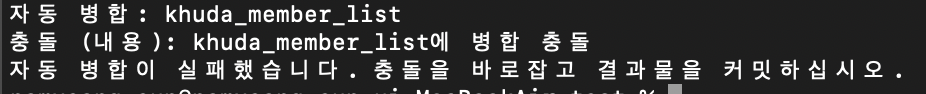 자동 병합: khuda_member_list
충돌 (내용): khuda_member_list에 병합 충돌
자동 병합이 실패했습니다. 충돌을 바로잡고 결과물을 커밋하십시오.